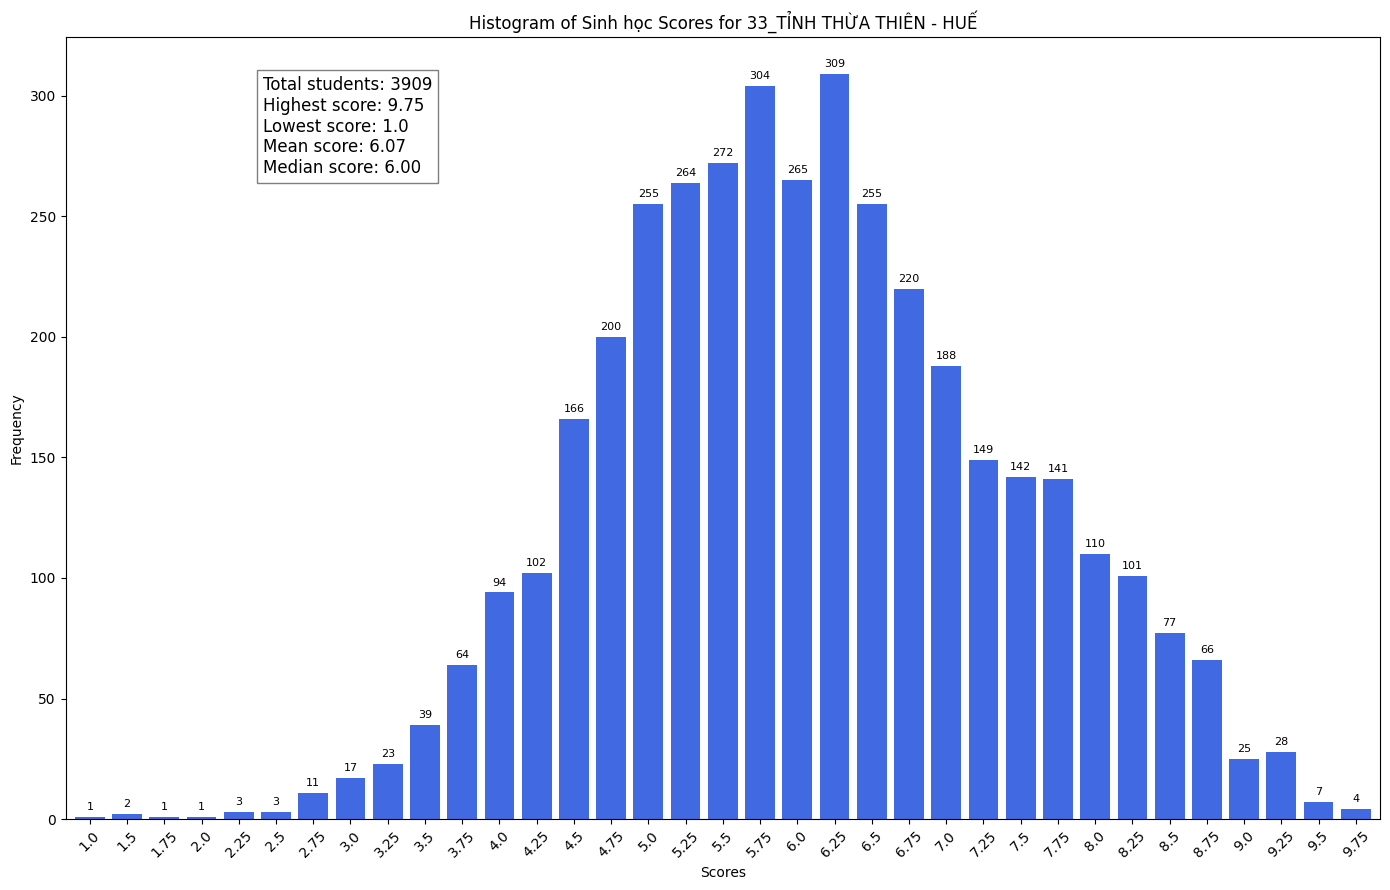 Histogram of Sinh học Scores for 33_TỈNH THỪA THIÊN - HUẾ
Total students: 3909
Highest score: 9.75
Lowest score: 1.0
Mean score: 6.07
Median score: 6.00
Frequency
300
250
200
150
100
50
0
1 2 1 1 3 3 11 17 23 39 64 94 102 166 200 255 264 272 304 265 309 255 220 188 149 142 141 110 101 77 66 25 28 7 4
1.0 1.5 1.75 2.0 2.25 2.5 2.75 3.0 3.25 3.5 3.75 4.0 4.25 4.5 4.75 5.0 5.25 5.5 5.75 6.0 6.25 6.5 6.75 7.0 7.25 7.5 7.75 8.0 8.25 8.5 8.75 9.0 9.25 9.5 9.75
Scores